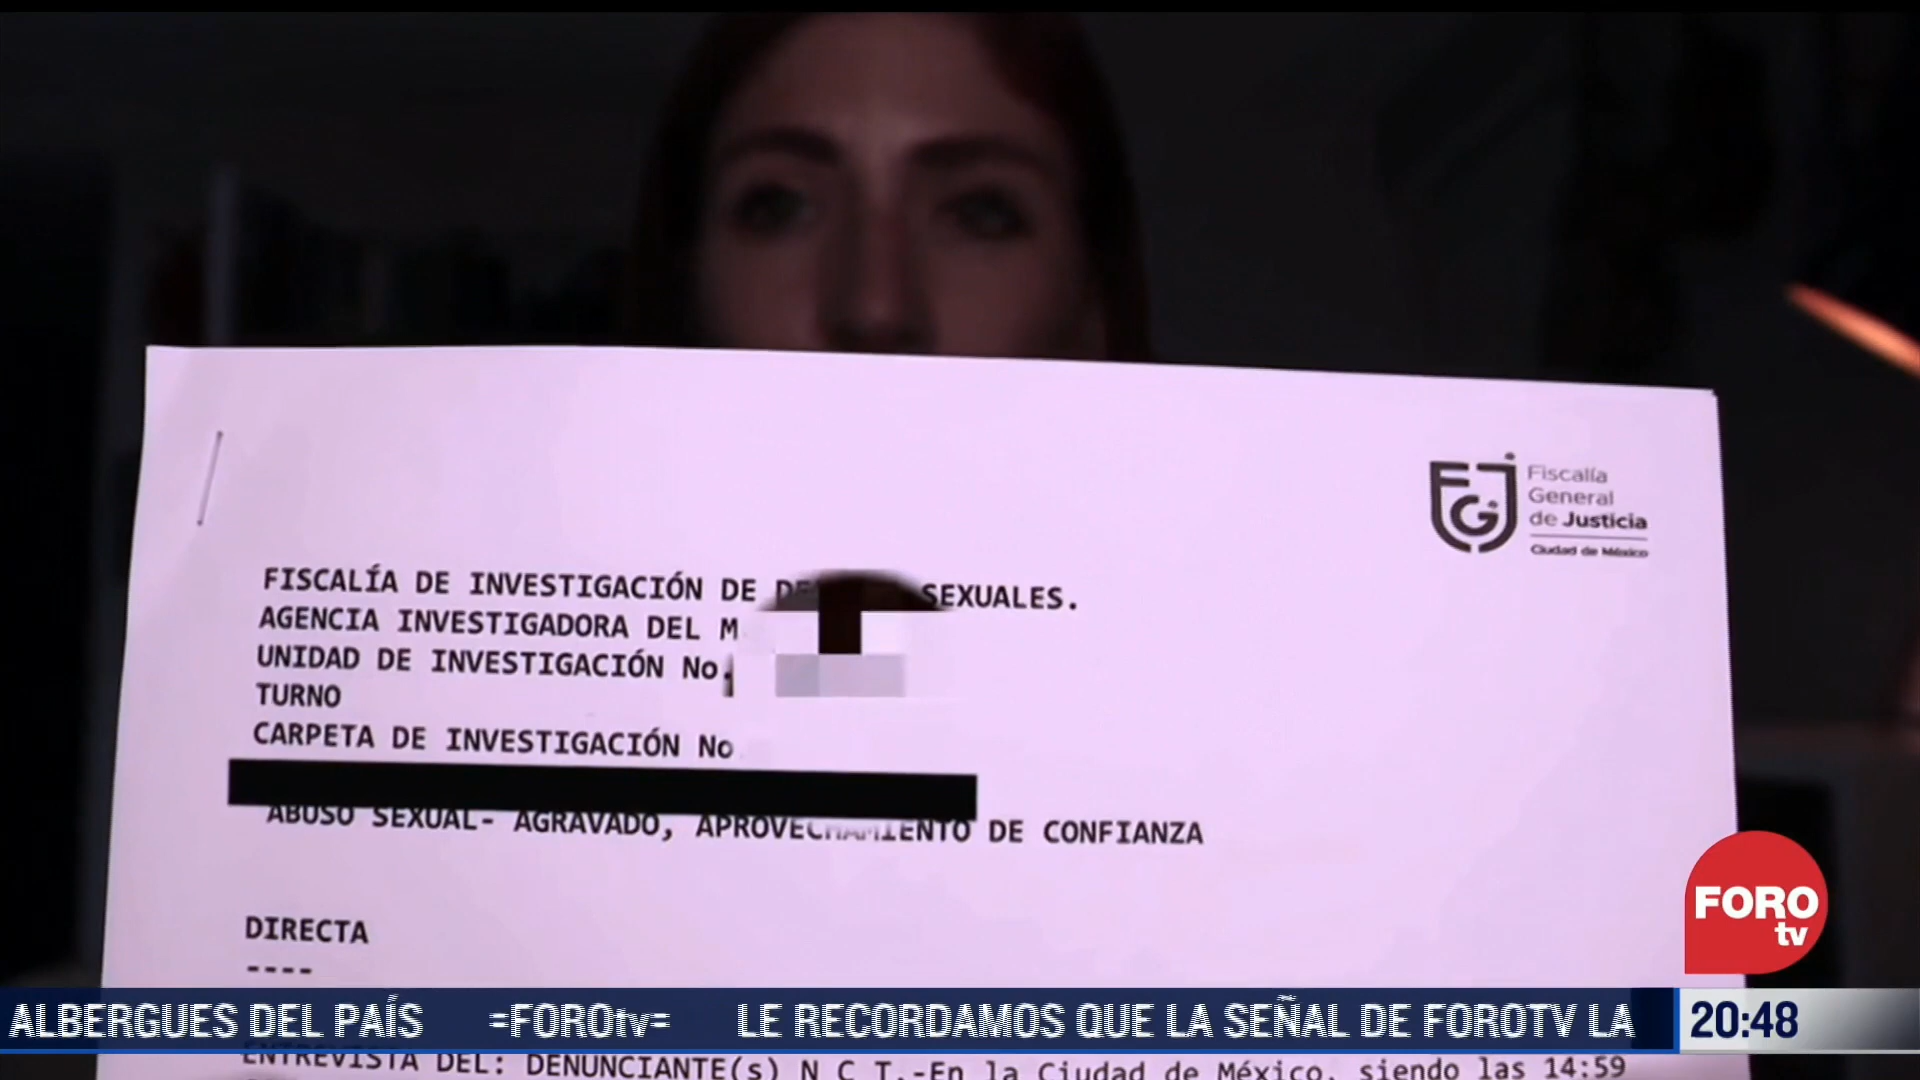 Fiscalía
General
de Justicia
Ciudad de México
FISCALÍA DE INVESTIGACIÓN DE SEXUALES.
AGENCIA INVESTIGADORA DEL M
UNIDAD DE INVESTIGACIÓN No.
TURNO
CARPETA DE INVESTIGACIÓN No
ABUSO SEXUAL- AGRAVADO, APROVECHAMIENTO DE CONFIANZA
DIRECTA
----
FORO
tv
ALBERGUES DEL PAÍS =FOROtv= LE RECORDAMOS QUE LA SEÑAL DE FOROTV LA 20:48
ENTREVISTA DEL: DENUNCIANTE(s) N C T.-En la Ciudad de México, siendo las 14:59